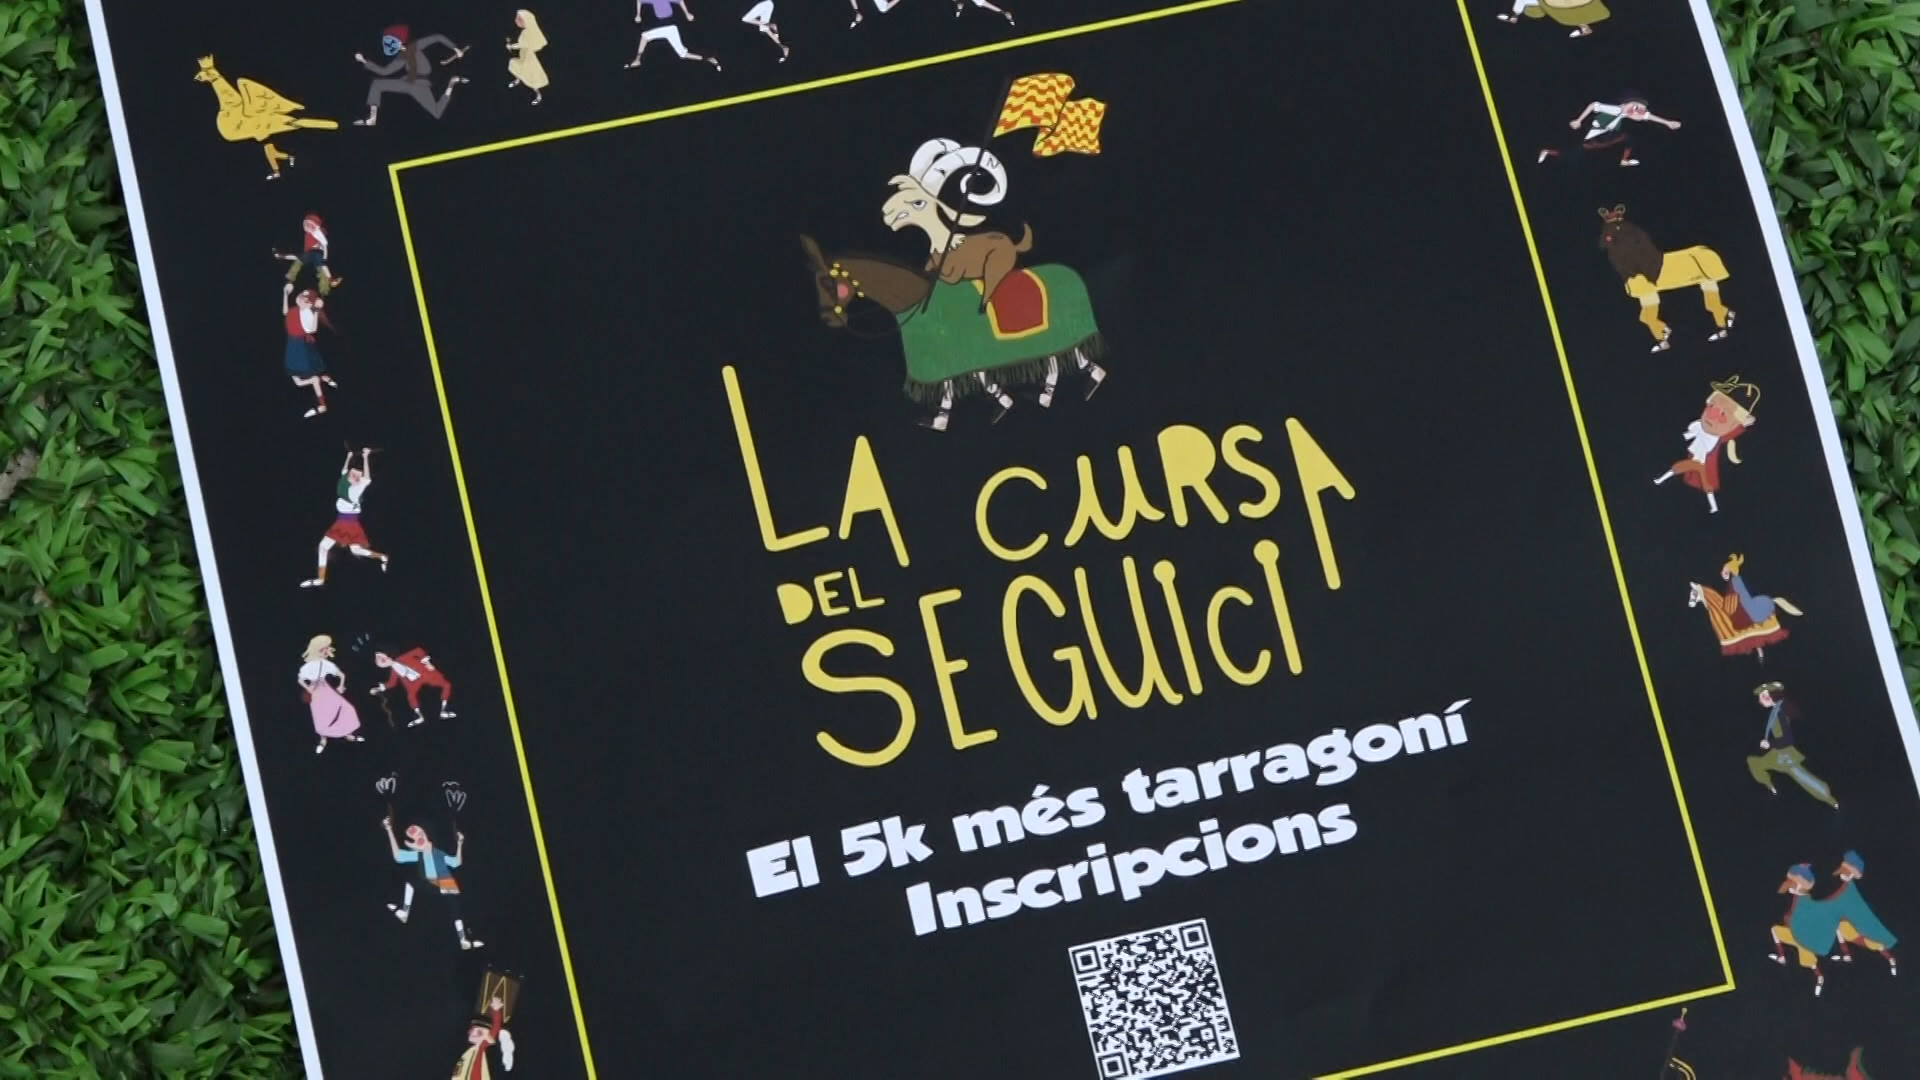 LA CURSA
DEL
SEGUICI
El 5k més tarragoní
Inscripcions